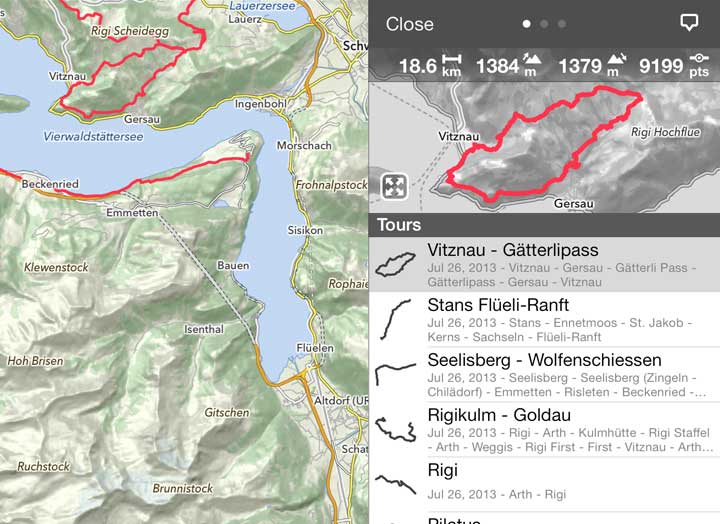 Lauerzersee
Lauerz
Rigi Scheidegg
Schw
Vitznau
Ingenbohl
Gersau
Vierwaldstättersee
Morschach
Beckenried
Frohnalpstock
Emmetten
Sisikon
Klewenstock
Bauen
Rophaie
Isenthal
Hoh Brisen
Flüelen
Altdorf (UR
Gitschen
Schat
Ruchstock
Brunnistock
Close
18.6 km 1384 m 1379 m 9199 pts
Vitznau
Rigi Hochflue
Gersau
Tours
Vitznau - Gätterlipass
Jul 26, 2013 - Vitznau - Gersau - Gätterli Pass -
Gätterlipass - Gersau - Vitznau
Stans Flüeli-Ranft
Jul 26, 2013 - Stans - Ennetmoos - St. Jakob -
Kerns - Sachseln - Flüeli-Ranft
Seelisberg - Wolfenschiessen
Jul 26, 2013 - Seelisberg - Seelisberg (Zingeln -
Chilädorf) - Emmetten - Risleten - Beckenried -...
Rigikulm - Goldau
Jul 26, 2013 - Rigi - Arth - Kulmhütte - Rigi Staffel
- Arth - Weggis - Rigi First - First - Vitznau - Arth...
Rigi
Jul 26, 2013 - Arth - Rigi
Pilatus